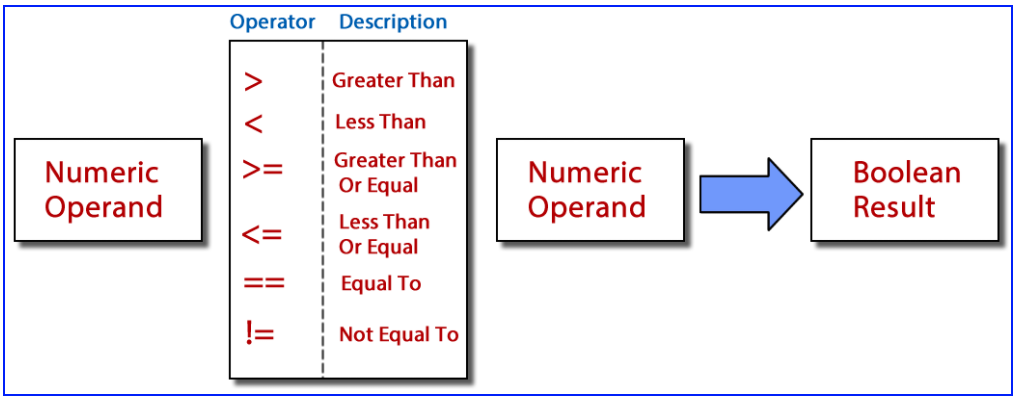 Operator Description
> Greater Than
< Less Than
>= Greater Than
Or Equal
<= Less Than
Or Equal
== Equal To
!= Not Equal To
Numeric
Operand
Numeric
Operand
Boolean
Result